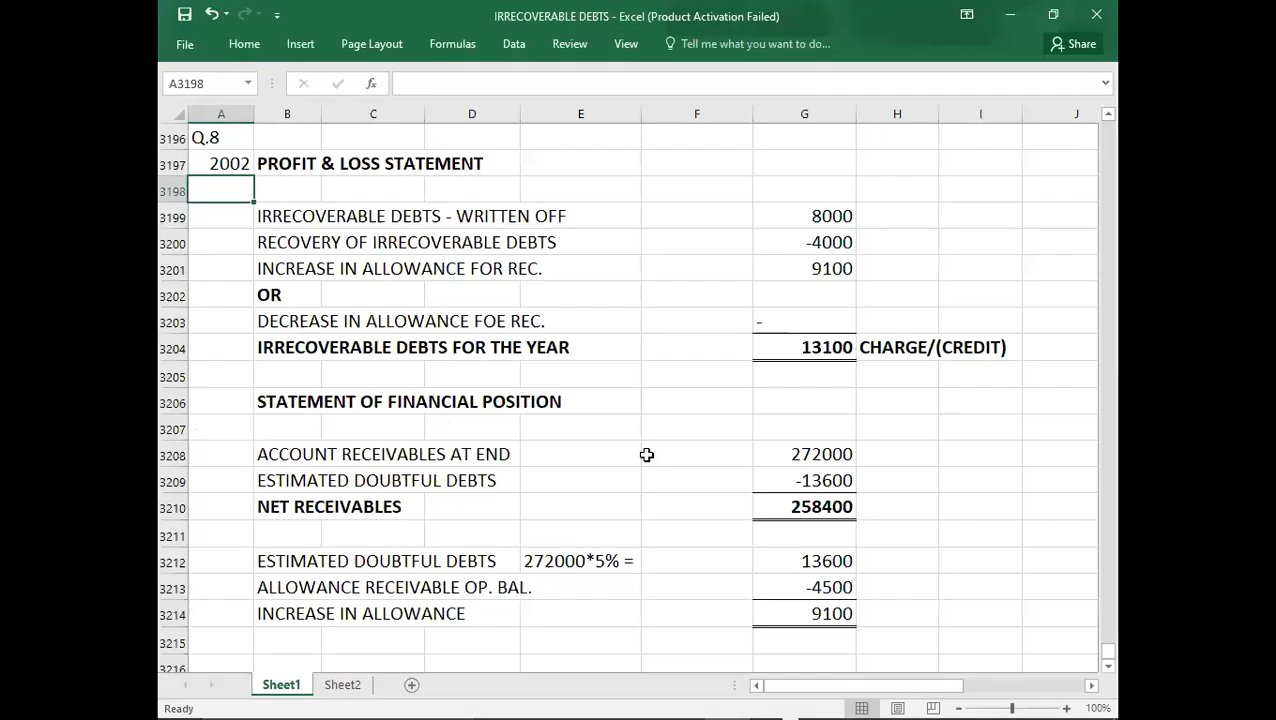 IRRECOVERABLE DEBTS - Excel (Product Activation Failed)
File Home Insert Page Layout Formulas Data Review View Tell me what you want to do... Share
A3198 fx
A B C D E F G H I J
3196 Q.8
3197 2002 PROFIT & LOSS STATEMENT
3198
3199 IRRECOVERABLE DEBTS - WRITTEN OFF 8000
3200 RECOVERY OF IRRECOVERABLE DEBTS -4000
3201 INCREASE IN ALLOWANCE FOR REC. 9100
3202 OR
3203 DECREASE IN ALLOWANCE FOE REC. -
3204 IRRECOVERABLE DEBTS FOR THE YEAR 13100 CHARGE/(CREDIT)
3205
3206 STATEMENT OF FINANCIAL POSITION
3207
3208 ACCOUNT RECEIVABLES AT END 272000
3209 ESTIMATED DOUBTFUL DEBTS -13600
3210 NET RECEIVABLES 258400
3211
3212 ESTIMATED DOUBTFUL DEBTS 272000*5% = 13600
3213 ALLOWANCE RECEIVABLE OP. BAL. -4500
3214 INCREASE IN ALLOWANCE 9100
3215
3216
Sheet1 Sheet2
Ready 100%